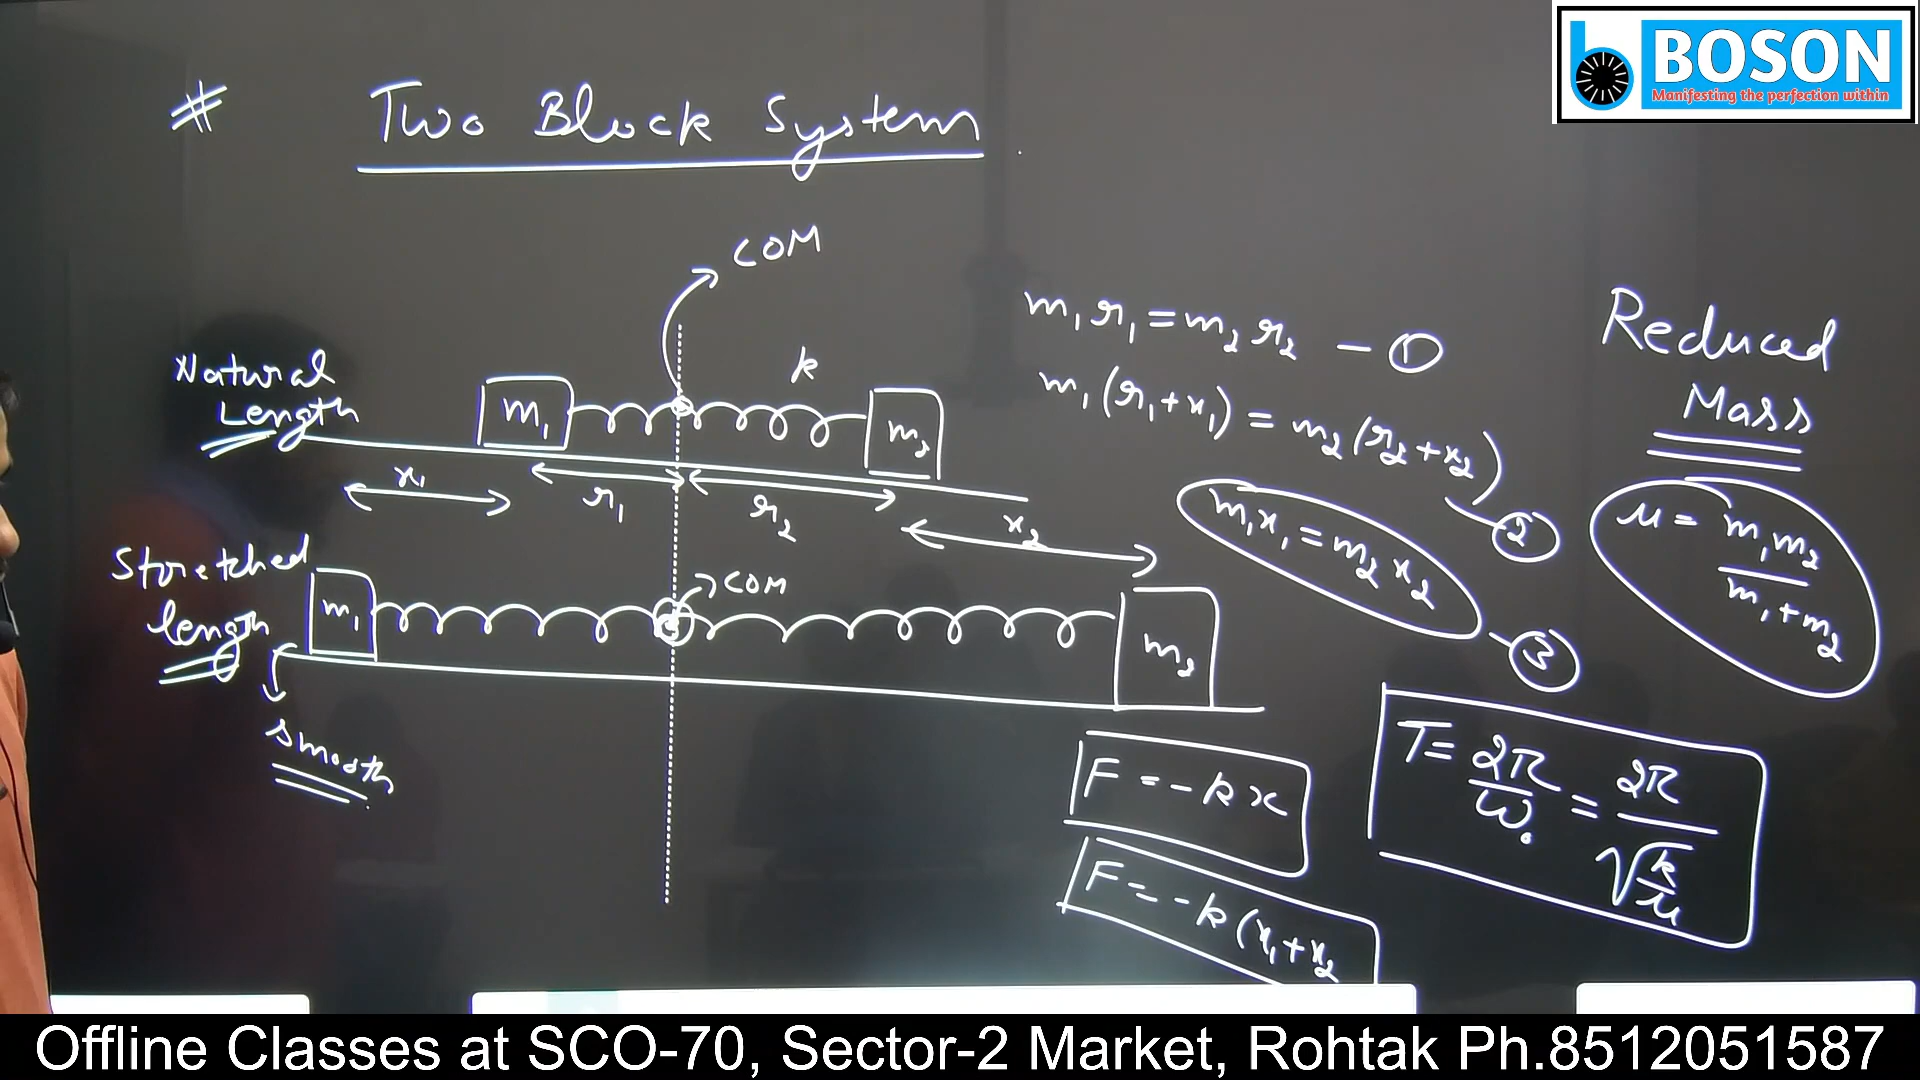 BOSON
Manifesting the perfection within
# Two Block System
COM
Natural
Length
m₁
k
m₂
x₁
r₁
r₂
x₂
Stretched
length
m₁
COM
m₂
smooth
m₁r₁ = m₂r₂ - ①
m₁(r₁+x₁) = m₂(r₂+x₂)
②
m₁x₁ = m₂x₂
③
Reduced
Mass
μ = m₁m₂/m₁+m₂
F = -kx
F = -k(x₁+x₂
T = 2π/ω₀ = 2π/√k/μ
Offline Classes at SCO-70, Sector-2 Market, Rohtak Ph.8512051587